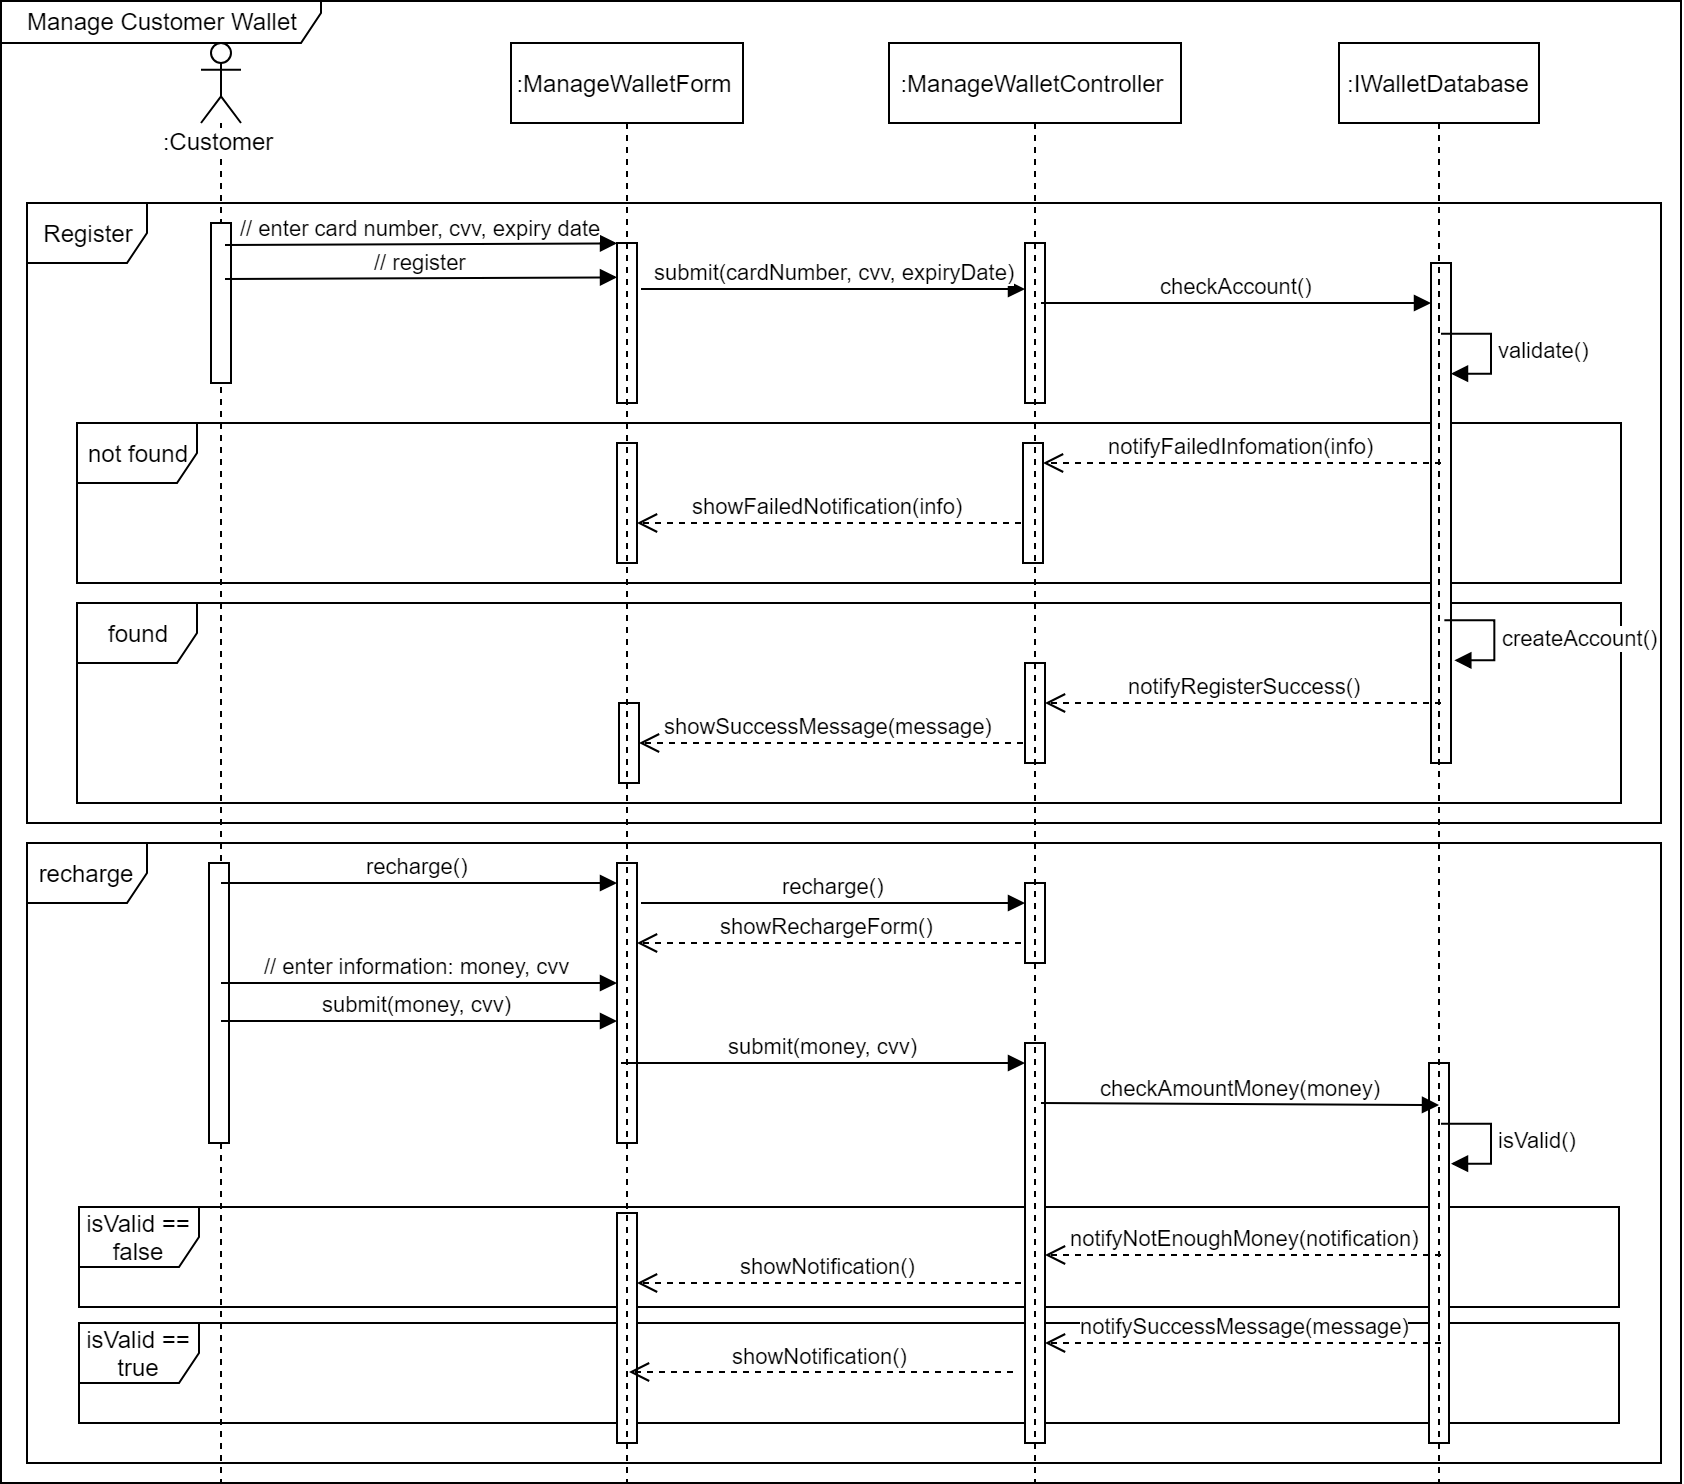 Manage Customer Wallet
:Customer
:ManageWalletForm
:ManageWalletController
:IWalletDatabase
Register
// enter card number, cvv, expiry date
// register
submit(cardNumber, cvv, expiryDate)
checkAccount()
validate()
not found
notifyFailedInfomation(info)
showFailedNotification(info)
found
createAccount()
notifyRegisterSuccess()
showSuccessMessage(message)
recharge
recharge()
recharge()
showRechargeForm()
// enter information: money, cvv
submit(money, cvv)
submit(money, cvv)
checkAmountMoney(money)
isValid()
isValid ==
false
notifyNotEnoughMoney(notification)
showNotification()
isValid ==
true
notifySuccessMessage(message)
showNotification()